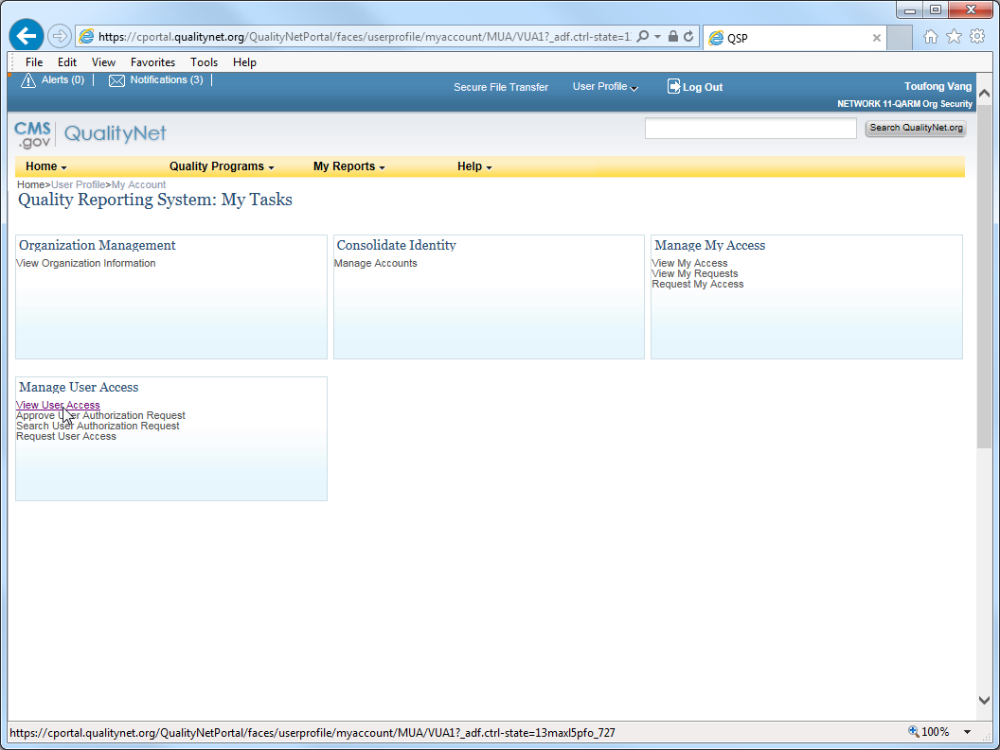 https://cportal.qualitynet.org/QualityNetPortal/faces/userprofile/myaccount/MUA/VUA1?_adf.ctrl-state=1
QSP
File Edit View Favorites Tools Help
Alerts (0) Notifications (3) Secure File Transfer User Profile Log Out Toufong Vang
NETWORK 11-QARM Org Security
CMS
.gov
QualityNet
Search QualityNet.org
Home Quality Programs My Reports Help
Home>User Profile>My Account
Quality Reporting System: My Tasks
Organization Management
View Organization Information
Consolidate Identity
Manage Accounts
Manage My Access
View My Access
View My Requests
Request My Access
Manage User Access
View User Access
Approve User Authorization Request
Search User Authorization Request
Request User Access
https://cportal.qualitynet.org/QualityNetPortal/faces/userprofile/myaccount/MUA/VUA1?_adf.ctrl-state=13maxl5pfo_727
100%